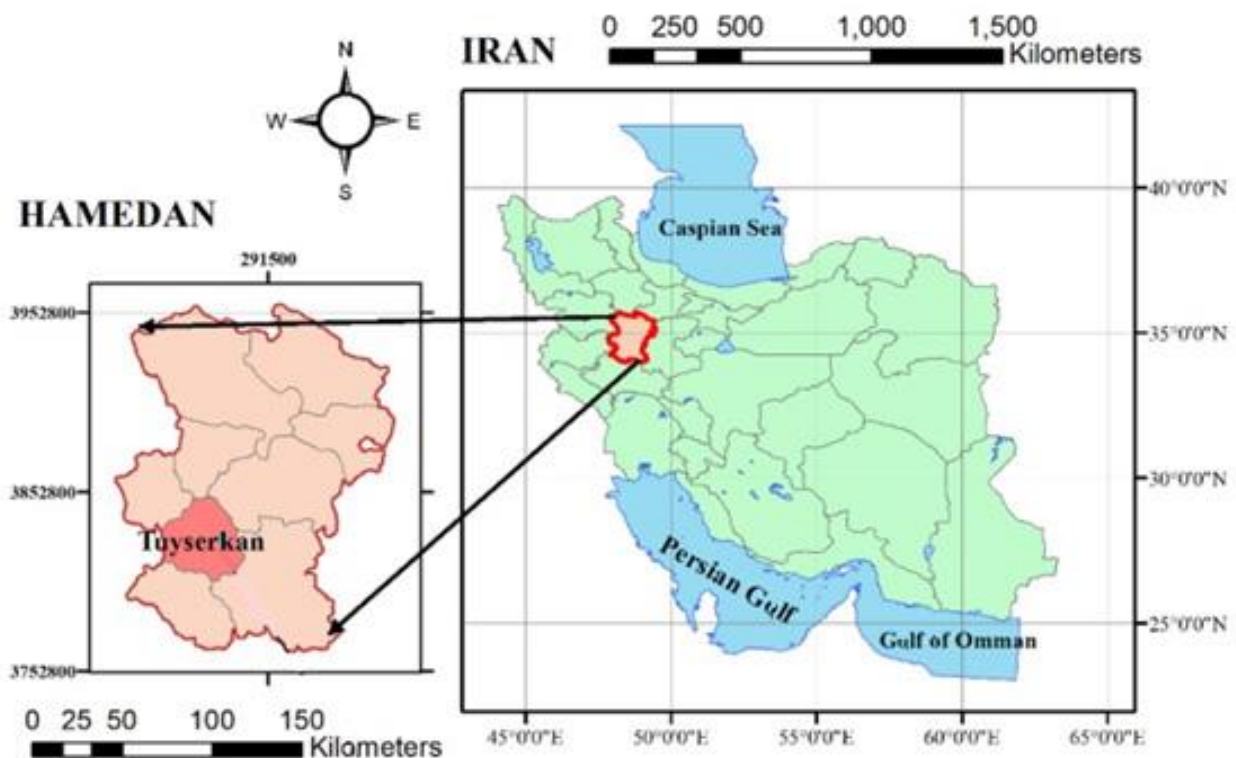 IRAN
0 250 500 1,000 1,500
Kilometers
N
W E
S
HAMEDAN
291500
3952800
3852800
3752800
Tuyserkan
0 25 50 100 150
Kilometers
Caspian Sea
Persian Gulf
Gulf of Omman
40°0'0"N
35°0'0"N
30°0'0"N
25°0'0"N
45°0'0"E 50°0'0"E 55°0'0"E 60°0'0"E 65°0'0"E